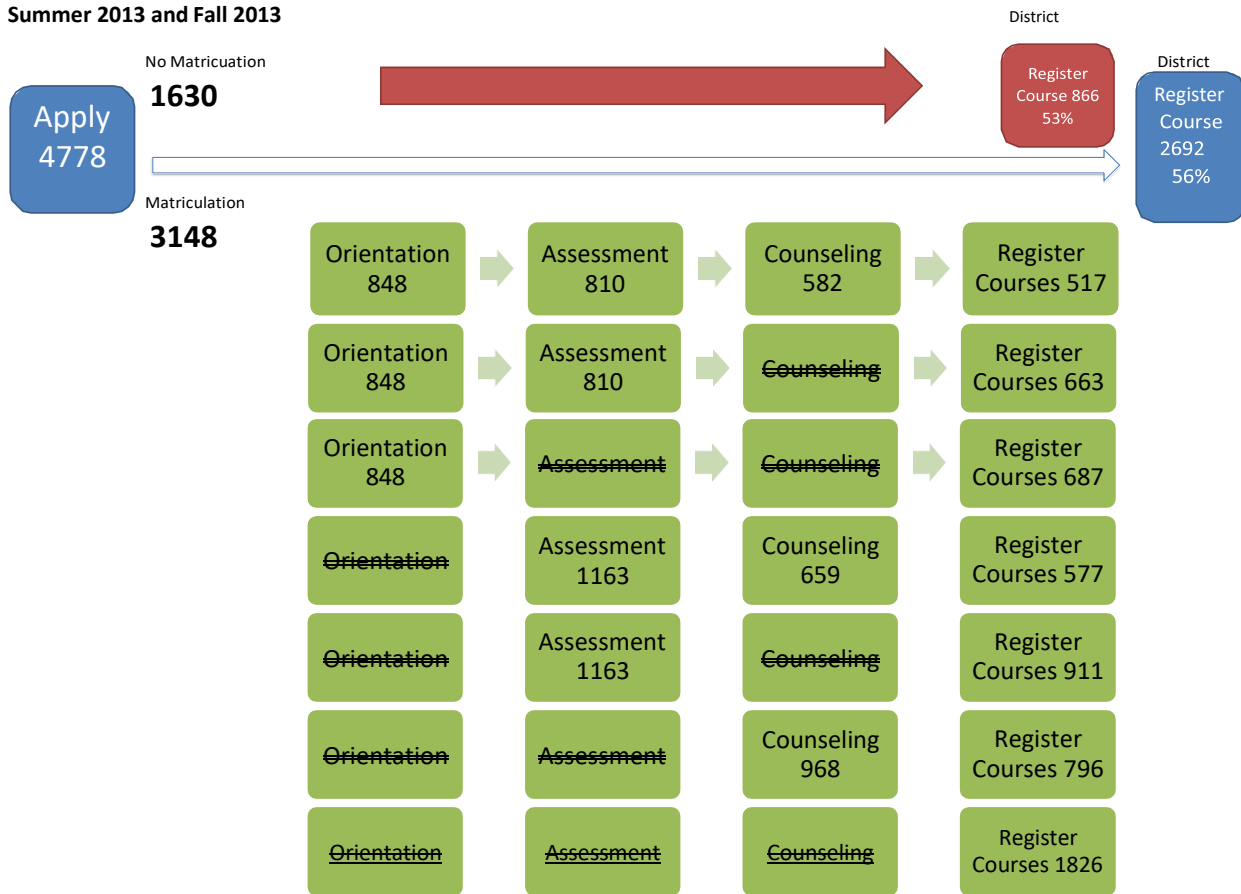 Summer 2013 and Fall 2013
District
No Matricuation
1630
Register
Course 866
53%
District
Register
Course
2692
56%
Apply
4778
Matriculation
3148
Orientation
848
Assessment
810
Counseling
582
Register
Courses 517
Orientation
848
Assessment
810
Counseling
Register
Courses 663
Orientation
848
Assessment
Counseling
Register
Courses 687
Orientation
Assessment
1163
Counseling
659
Register
Courses 577
Orientation
Assessment
1163
Counseling
Register
Courses 911
Orientation
Assessment
Counseling
968
Register
Courses 796
Orientation
Assessment
Counseling
Register
Courses 1826